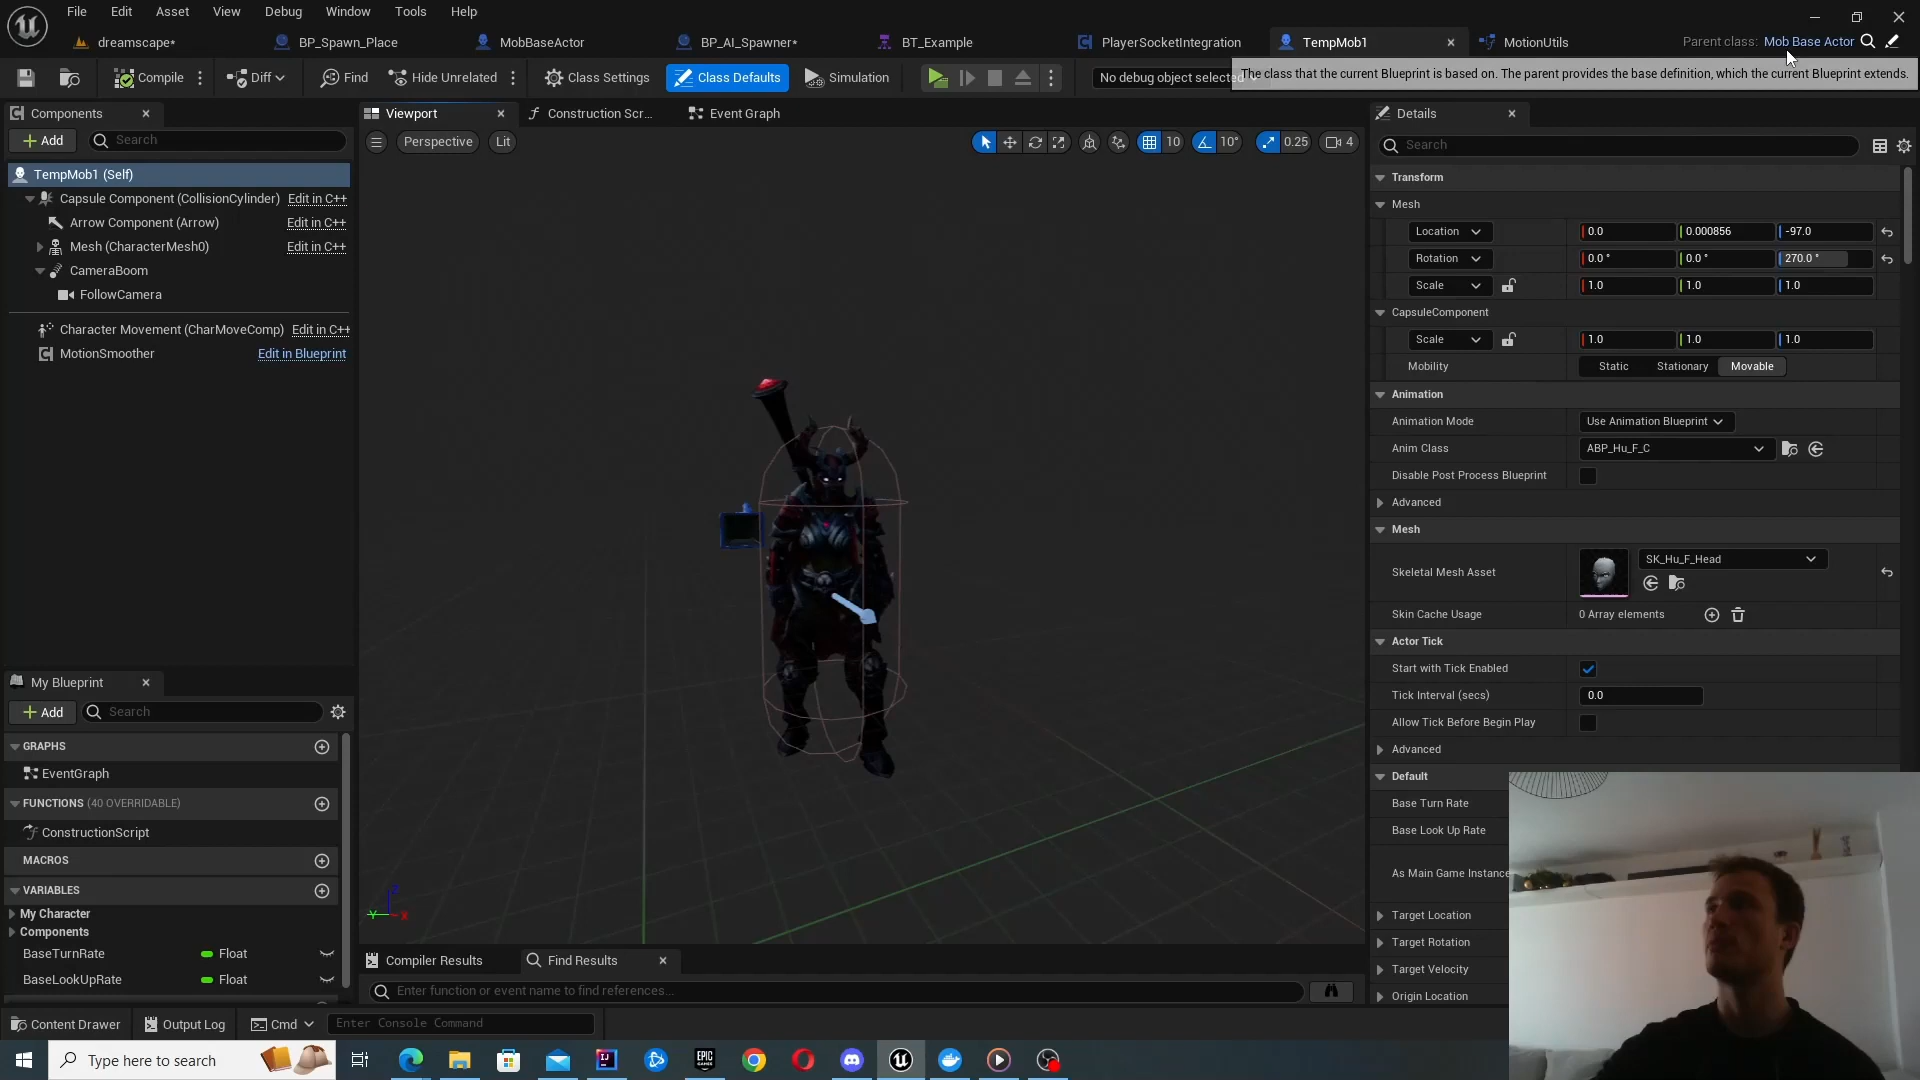 File Edit Asset View Debug Window Tools Help
dreamscape* BP_Spawn_Place MobBaseActor BP_AI_Spawner* BT_Example PlayerSocketIntegration TempMob1 MotionUtils Parent class: Mob Base Actor
Compile Diff Find Hide Unrelated Class Settings Class Defaults Simulation No debug object selected
The class that the current Blueprint is based on. The parent provides the base definition, which the current Blueprint extends.
Components
Add Search
TempMob1 (Self)
Capsule Component (CollisionCylinder) Edit in C++
Arrow Component (Arrow) Edit in C++
Mesh (CharacterMesh0) Edit in C++
CameraBoom
FollowCamera
Character Movement (CharMoveComp) Edit in C++
MotionSmoother Edit in Blueprint
My Blueprint
Add Search
GRAPHS
EventGraph
FUNCTIONS (40 OVERRIDABLE)
ConstructionScript
MACROS
VARIABLES
My Character
Components
BaseTurnRate Float
BaseLookUpRate Float
Viewport Construction Scr... Event Graph
Perspective Lit 10 10° 0.25 4
Z
Y X
Compiler Results Find Results
Enter function or event name to find references...
Details
Search
Transform
Mesh
Location 0.0 0.000856 -97.0
Rotation 0.0 ° 0.0 ° 270.0 °
Scale 1.0 1.0 1.0
CapsuleComponent
Scale 1.0 1.0 1.0
Mobility Static Stationary Movable
Animation
Animation Mode Use Animation Blueprint
Anim Class ABP_Hu_F_C
Disable Post Process Blueprint
Advanced
Mesh
Skeletal Mesh Asset SK_Hu_F_Head
Skin Cache Usage 0 Array elements
Actor Tick
Start with Tick Enabled
Tick Interval (secs) 0.0
Allow Tick Before Begin Play
Advanced
Default
Base Turn Rate
Base Look Up Rate
As Main Game Instance
Target Location
Target Rotation
Target Velocity
Origin Location
Content Drawer Output Log Cmd Enter Console Command
Type here to search
EPIC
GAMES